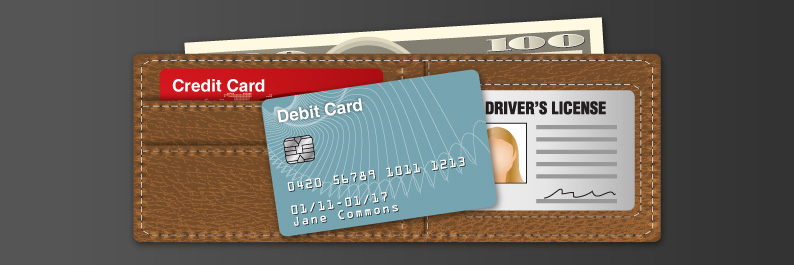 100
Credit Card
Debit Card
DRIVER'S LICENSE
0420 56789 1011 1213
01/11-01/17
Jane Commons